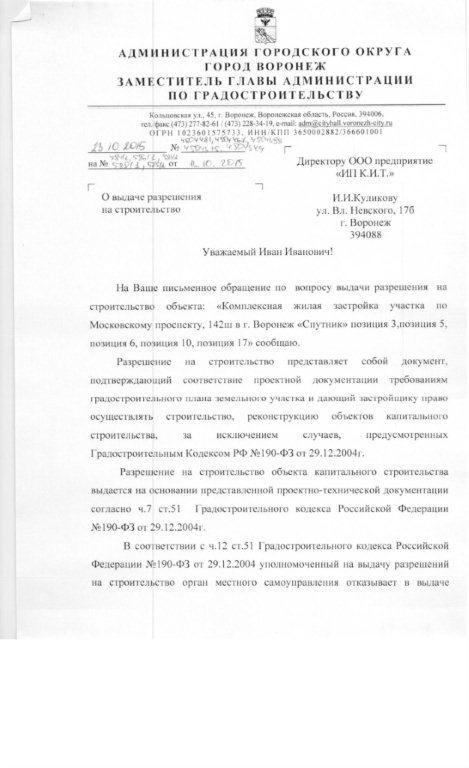 АДМИНИСТРАЦИЯ ГОРОДСКОГО ОКРУГА
ГОРОД ВОРОНЕЖ
ЗАМЕСТИТЕЛЬ ГЛАВЫ АДМИНИСТРАЦИИ
ПО ГРАДОСТРОИТЕЛЬСТВУ
Кольцовская ул., 45, г. Воронеж, Воронежская область, Россия, 394006,
тел./факс (473) 277-82-61 / (473) 228-34-19, e-mail: adm@cityhall.voronezh-city.ru
ОГРН 1023601575733, ИНН/КПП 3650002882/366601001
23.10.2015 №
на № от 12.10.2015
Директору ООО предприятие
«ИП К.И.Т.»
О выдаче разрешения
на строительство
И.И.Куликову
ул. Вл. Невского, 17б
г. Воронеж
394088
Уважаемый Иван Иванович!
На Ваше письменное обращение по вопросу выдачи разрешения на
строительство объекта: «Комплексная жилая застройка участка по
Московскому проспекту, 142ш в г. Воронеж «Спутник» позиция 3,позиция 5,
позиция 6, позиция 10, позиция 17» сообщаю.
Разрешение на строительство представляет собой документ,
подтверждающий соответствие проектной документации требованиям
градостроительного плана земельного участка и дающий застройщику право
осуществлять строительство, реконструкцию объектов капитального
строительства, за исключением случаев, предусмотренных
Градостроительным Кодексом РФ №190-ФЗ от 29.12.2004г.
Разрешение на строительство объекта капитального строительства
выдается на основании представленной проектно-технической документации
согласно ч.7 ст.51 Градостроительного кодекса Российской Федерации
№190-ФЗ от 29.12.2004г.
В соответствии с ч.12 ст.51 Градостроительного кодекса Российской
Федерации №190-ФЗ от 29.12.2004 уполномоченный на выдачу разрешений
на строительство орган местного самоуправления отказывает в выдаче